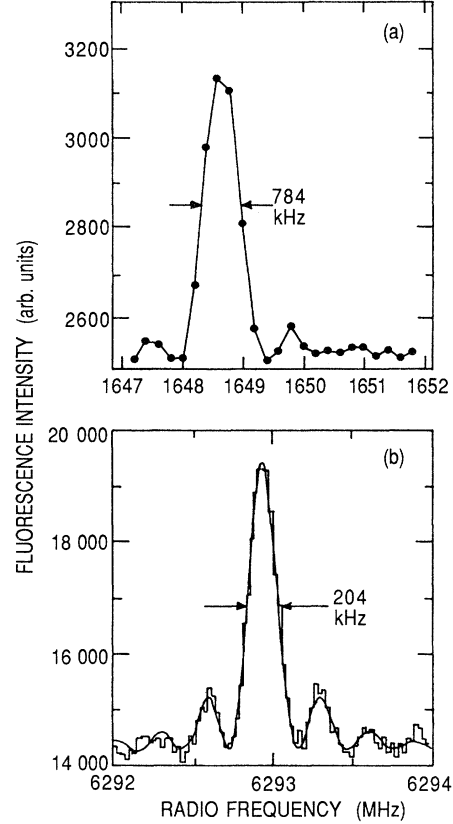 (a)
3200
3000
2800
2600
784
kHz
1647 1648 1649 1650 1651 1652
FLUORESCENCE INTENSITY (arb. units)
(b)
20 000
18 000
16 000
14 000
204
kHz
6292 6293 6294
RADIO FREQUENCY (MHz)